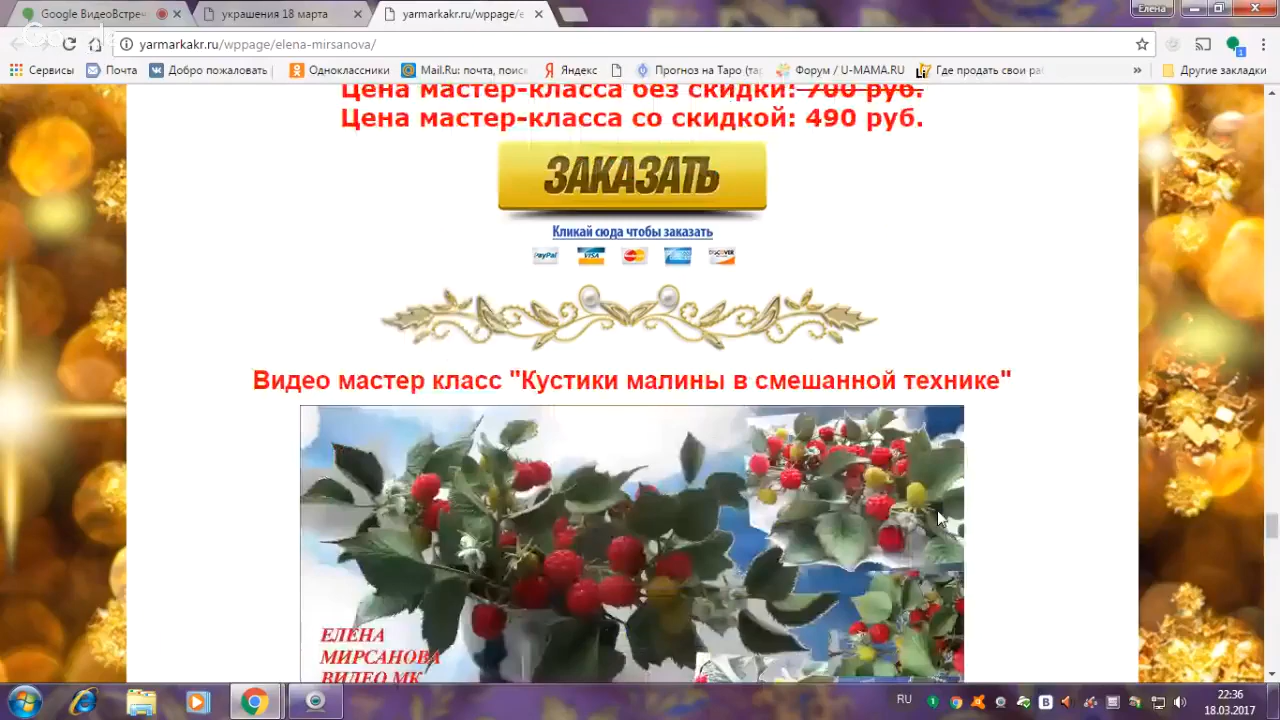 Google ВидеоВстре
украшения 18 марта
yarmarkakr.ru/wppage/e
Елена
yarmarkakr.ru/wppage/elena-mirsanova/
Сервисы
Почта
Добро пожаловать
Одноклассники
Mail.Ru: почта, поиск
Яндекс
Прогноз на Таро (та
Форум / U-MAMA.RU
Где продать свои ра
»
Другие закладки
Цена мастер-класса без скидки: 700 руб.
Цена мастер-класса со скидкой: 490 руб.
ЗАКАЗАТЬ
Кликай сюда чтобы заказать
PayPal
VISA
MasterCard
DISCOVER
Видео мастер класс "Кустики малины в смешанной технике"
ЕЛЕНА
МИРСАНОВА
ВИДЕО МК
RU
22:36
18.03.2017